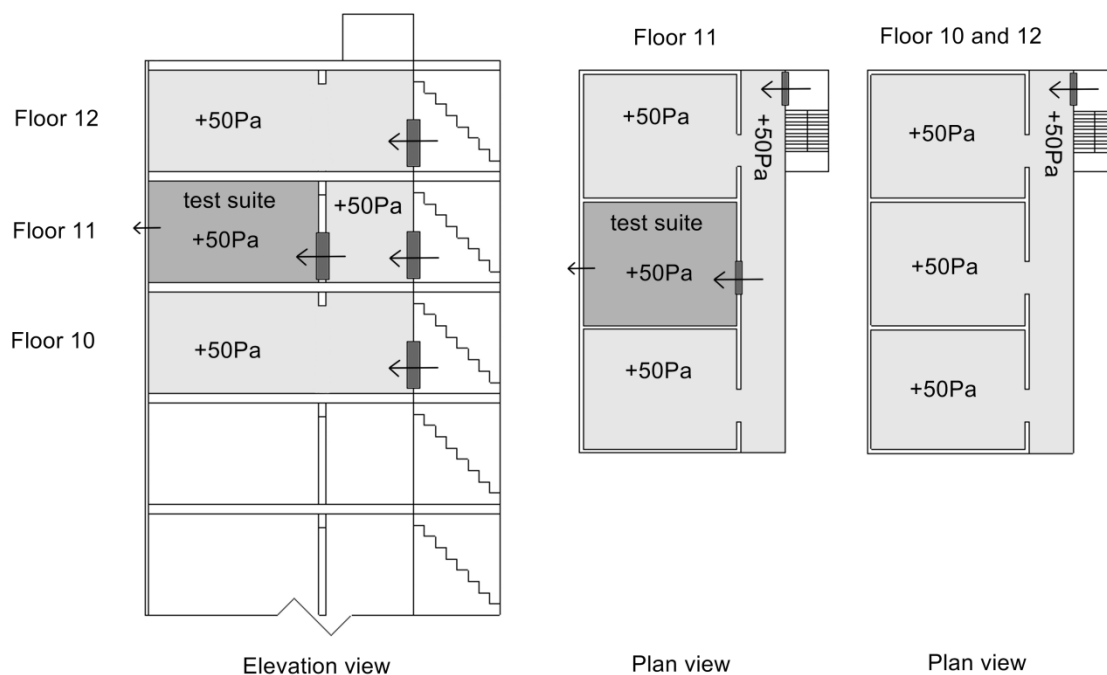 Floor 12
+50Pa
Floor 11
test suite
+50Pa
+50Pa
Floor 10
+50Pa
Elevation view
Floor 11
+50Pa
+50Pa
test suite
+50Pa
+50Pa
Plan view
Floor 10 and 12
+50Pa
+50Pa
+50Pa
+50Pa
Plan view